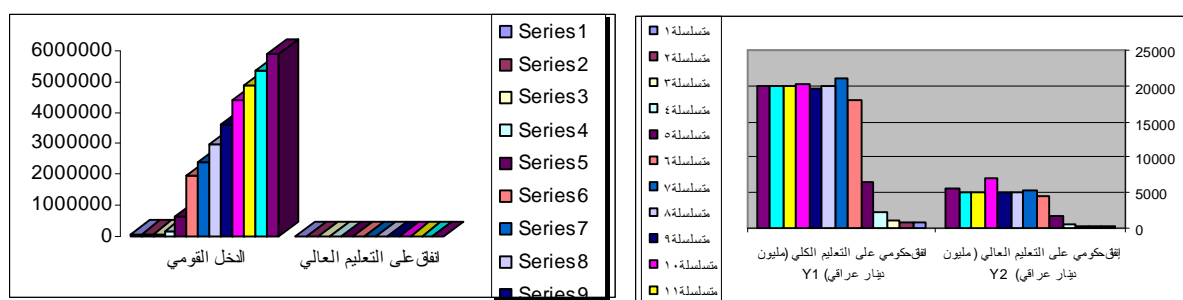 6000000
5000000
4000000
3000000
2000000
1000000
0
الدخل القومي
انفاق على التعليم العالي
Series1
Series2
Series3
Series4
Series5
Series6
Series7
Series8
Series9
متسلسلة١
متسلسلة٢
متسلسلة٣
متسلسلة٤
متسلسلة٥
متسلسلة٦
متسلسلة٧
متسلسلة٨
متسلسلة٩
متسلسلة١٠
متسلسلة١١
25000
20000
15000
10000
5000
0
إنفاق حكومي على التعليم العالي (مليون
دينار عراقي) Y2
انفاق حكومي على التعليم الكلي (مليون
دينار عراقي) Y1